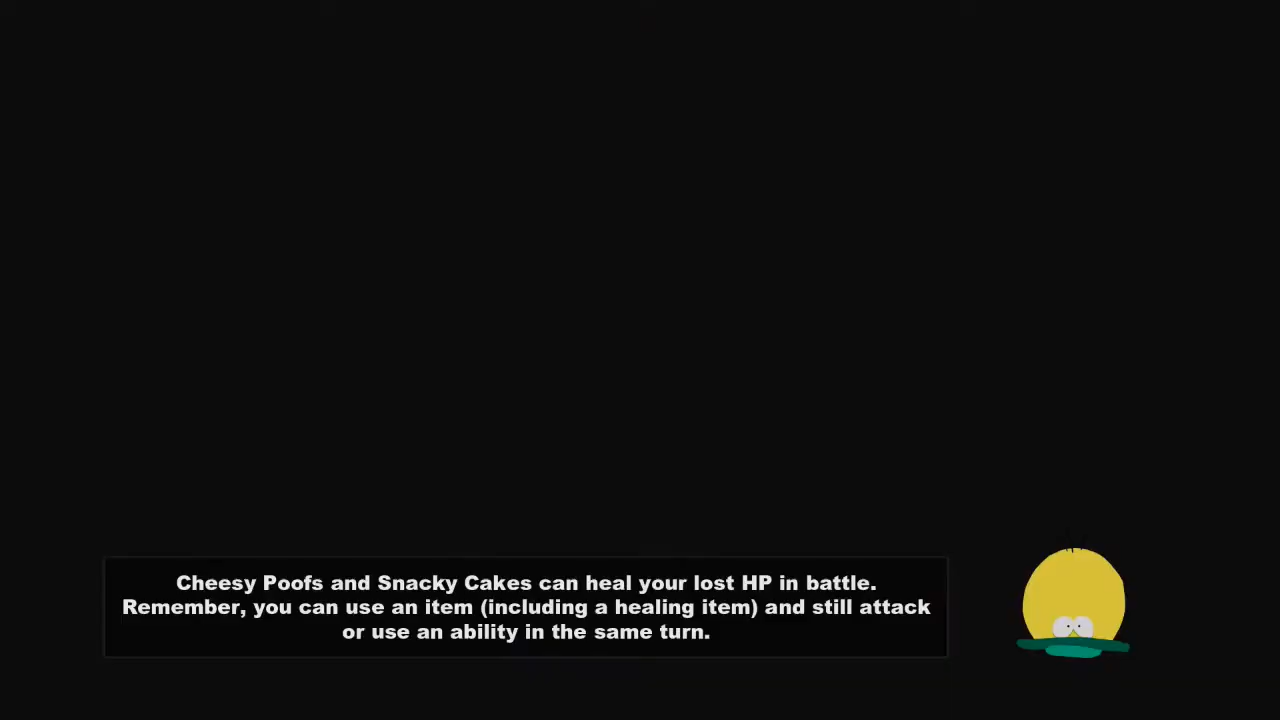 Cheesy Poofs and Snacky Cakes can heal your lost HP in battle.
Remember, you can use an item (including a healing item) and still attack
or use an ability in the same turn.